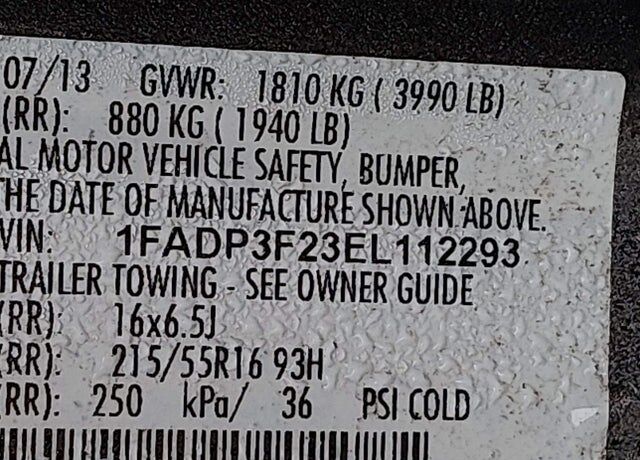 07/13 GVWR: 1810 KG ( 3990 LB)
(RR): 880 KG ( 1940 LB)
AL MOTOR VEHICLE SAFETY, BUMPER,
THE DATE OF MANUFACTURE SHOWN ABOVE.
VIN: 1FADP3F23EL112293
TRAILER TOWING - SEE OWNER GUIDE
(RR): 16x6.5J
(RR): 215/55R16 93H
(RR): 250 kPa/ 36 PSI COLD